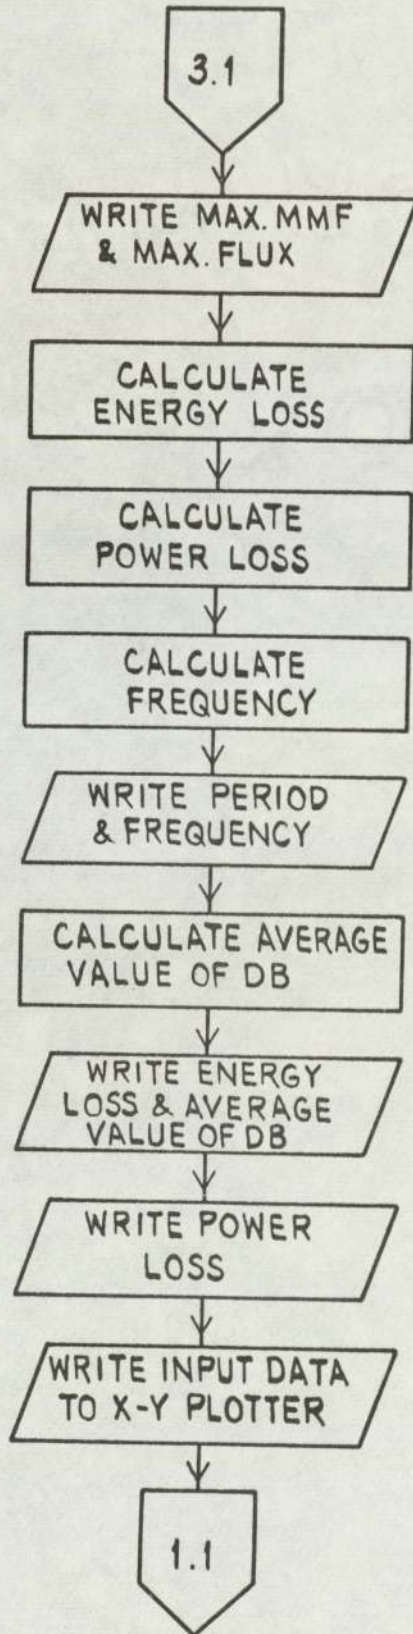 3.1
WRITE MAX. MMF
& MAX. FLUX
CALCULATE
ENERGY LOSS
CALCULATE
POWER LOSS
CALCULATE
FREQUENCY
WRITE PERIOD
& FREQUENCY
CALCULATE AVERAGE
VALUE OF DB
WRITE ENERGY
LOSS & AVERAGE
VALUE OF DB
WRITE POWER
LOSS
WRITE INPUT DATA
TO X-Y PLOTTER
1.1